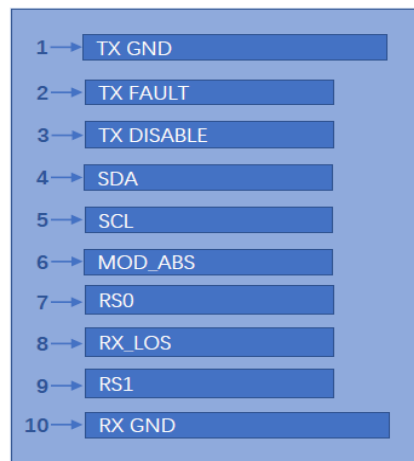 1 TX GND
2 TX FAULT
3 TX DISABLE
4 SDA
5 SCL
6 MOD_ABS
7 RS0
8 RX_LOS
9 RS1
10 RX GND